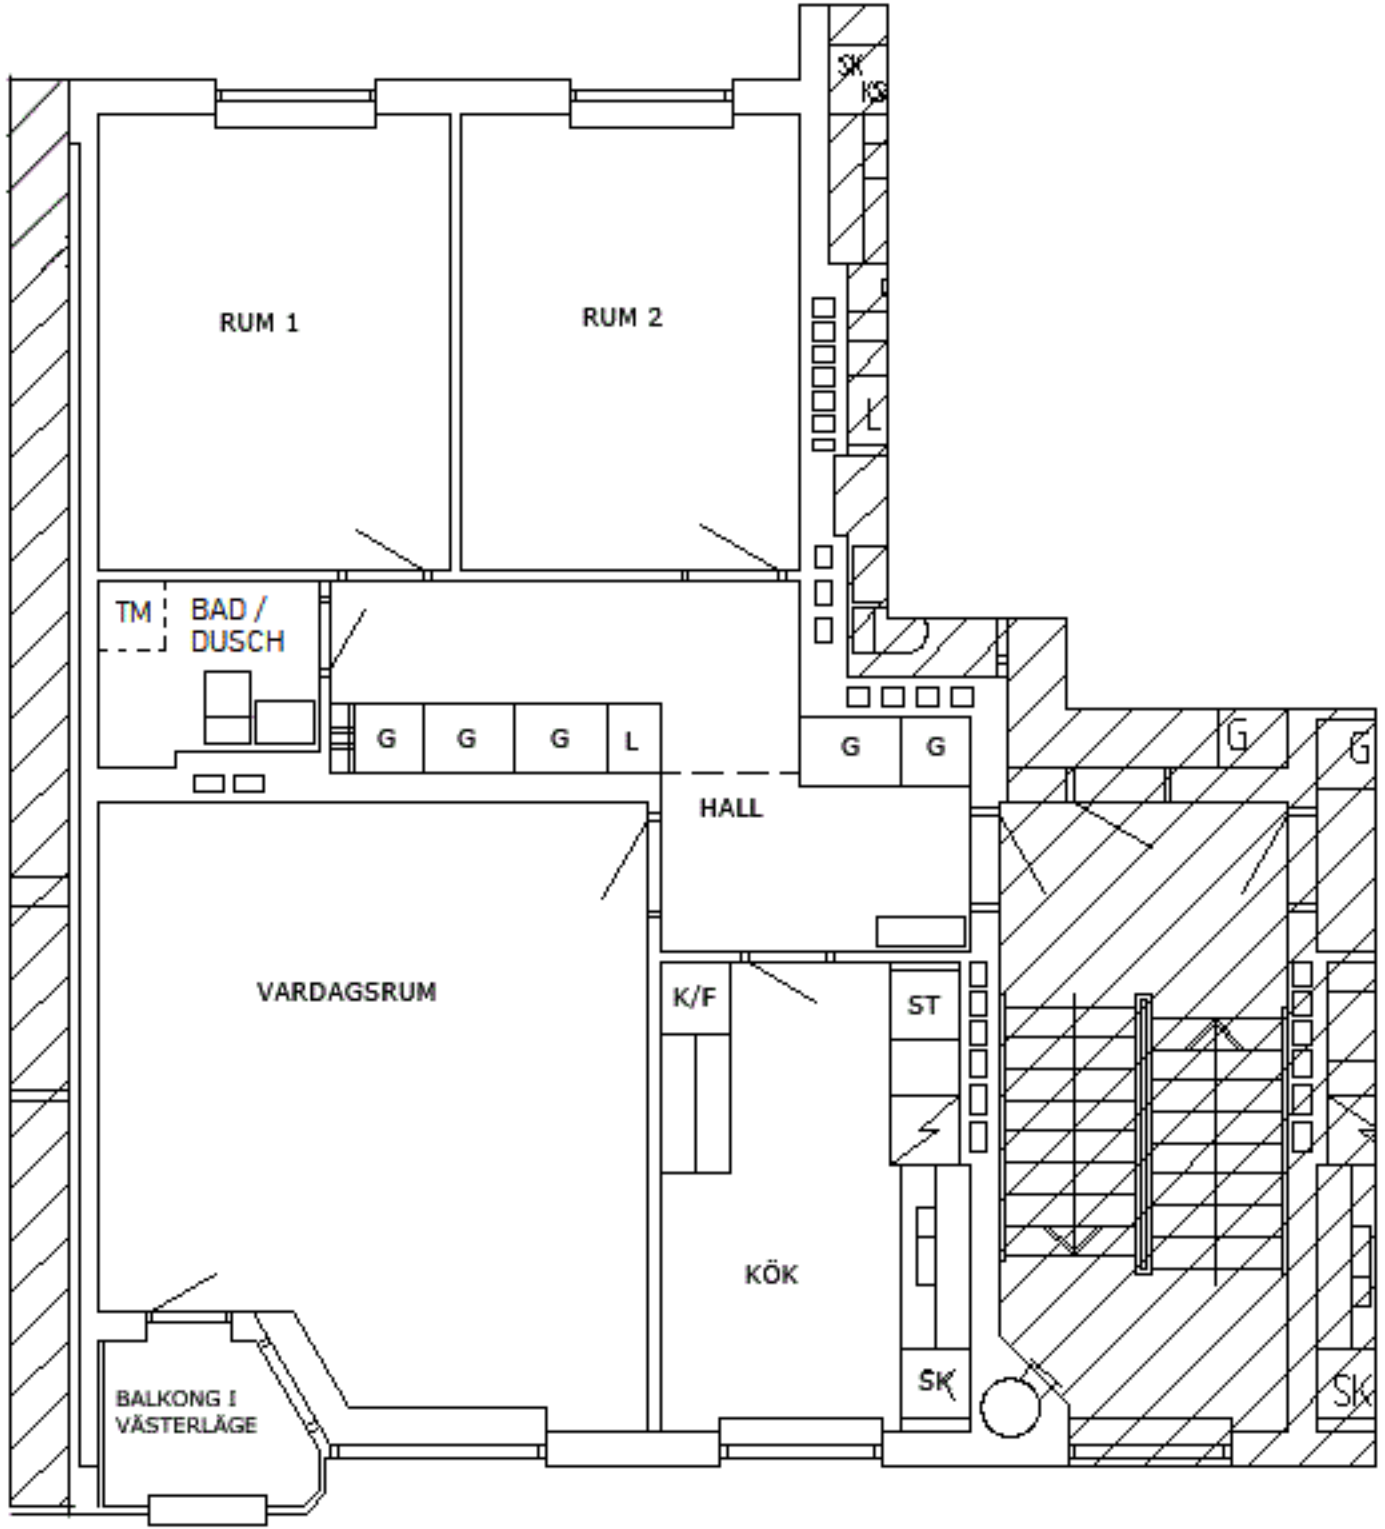 SK
KS
RUM 1
RUM 2
L
TM
BAD /
DUSCH
G
G
G
L
G
G
G
G
HALL
VARDAGSRUM
K/F
ST
KÖK
SK
SK
BALKONG I
VÄSTERLÄGE